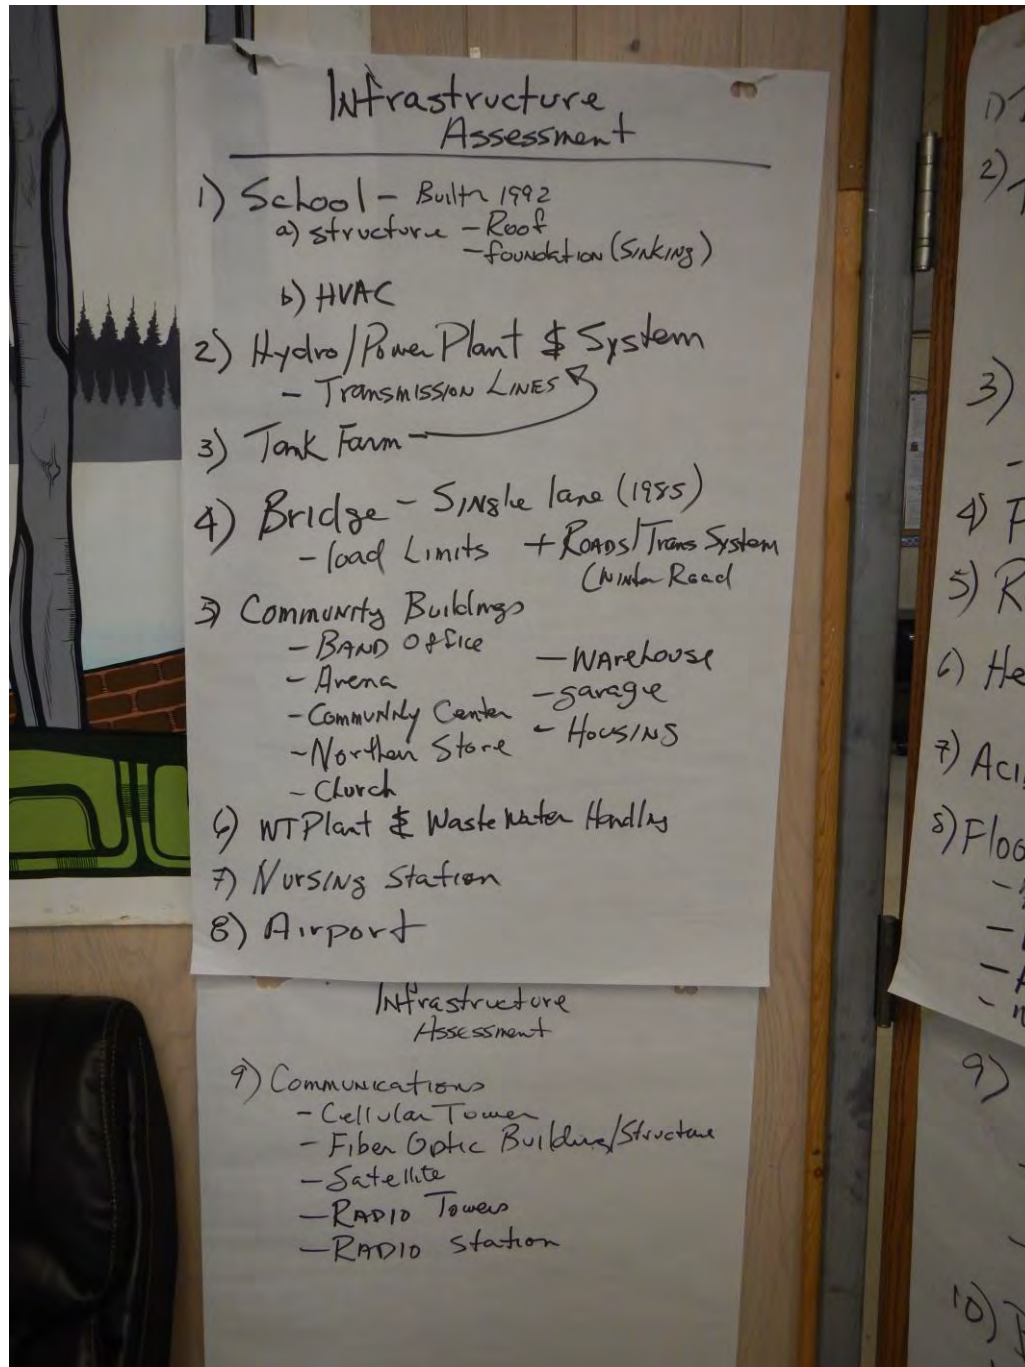 Infrastructure
Assessment
1) School - Built 1992
a) structure - Roof
- foundation (Sinking)
b) HVAC
2) Hydro/Power Plant & System
- Transmission Lines
3) Tank Farm
4) Bridge - Single lane (1985)
- load Limits + Roads/Trans System
(Winter Road
5) Community Buildings
- Band Office
- Arena
- Community Center
- Northern Store
- Church
- Warehouse
- garage
- Housing
6) WT Plant & Waste Water Handling
7) Nursing Station
8) Airport
Infrastructure
Assessment
9) Communications
- Cellular Tower
- Fiber Optic Building/Structure
- Satellite
- Radio Towers
- Radio Station
1)
2)
3)
4)
5)
6) He
7) Aci
8) Floo
9)
10)